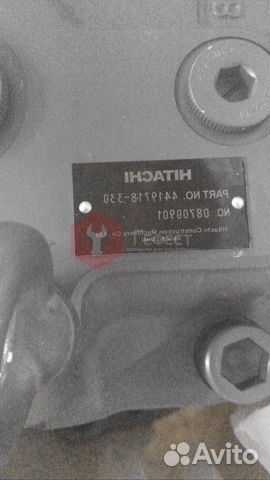 HITACHI
PART NO. 4419718-330
NO. 08700901
Hitachi Construction Machinery Co. Ltd
Avito